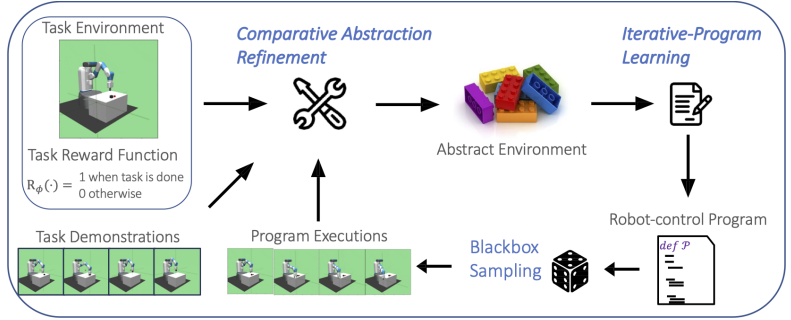 Task Environment
Task Reward Function
R𝜙(·) = 1 when task is done
0 otherwise
Comparative Abstraction
Refinement
Abstract Environment
Iterative-Program
Learning
Robot-control Program
def 𝒫
Blackbox
Sampling
Program Executions
Task Demonstrations